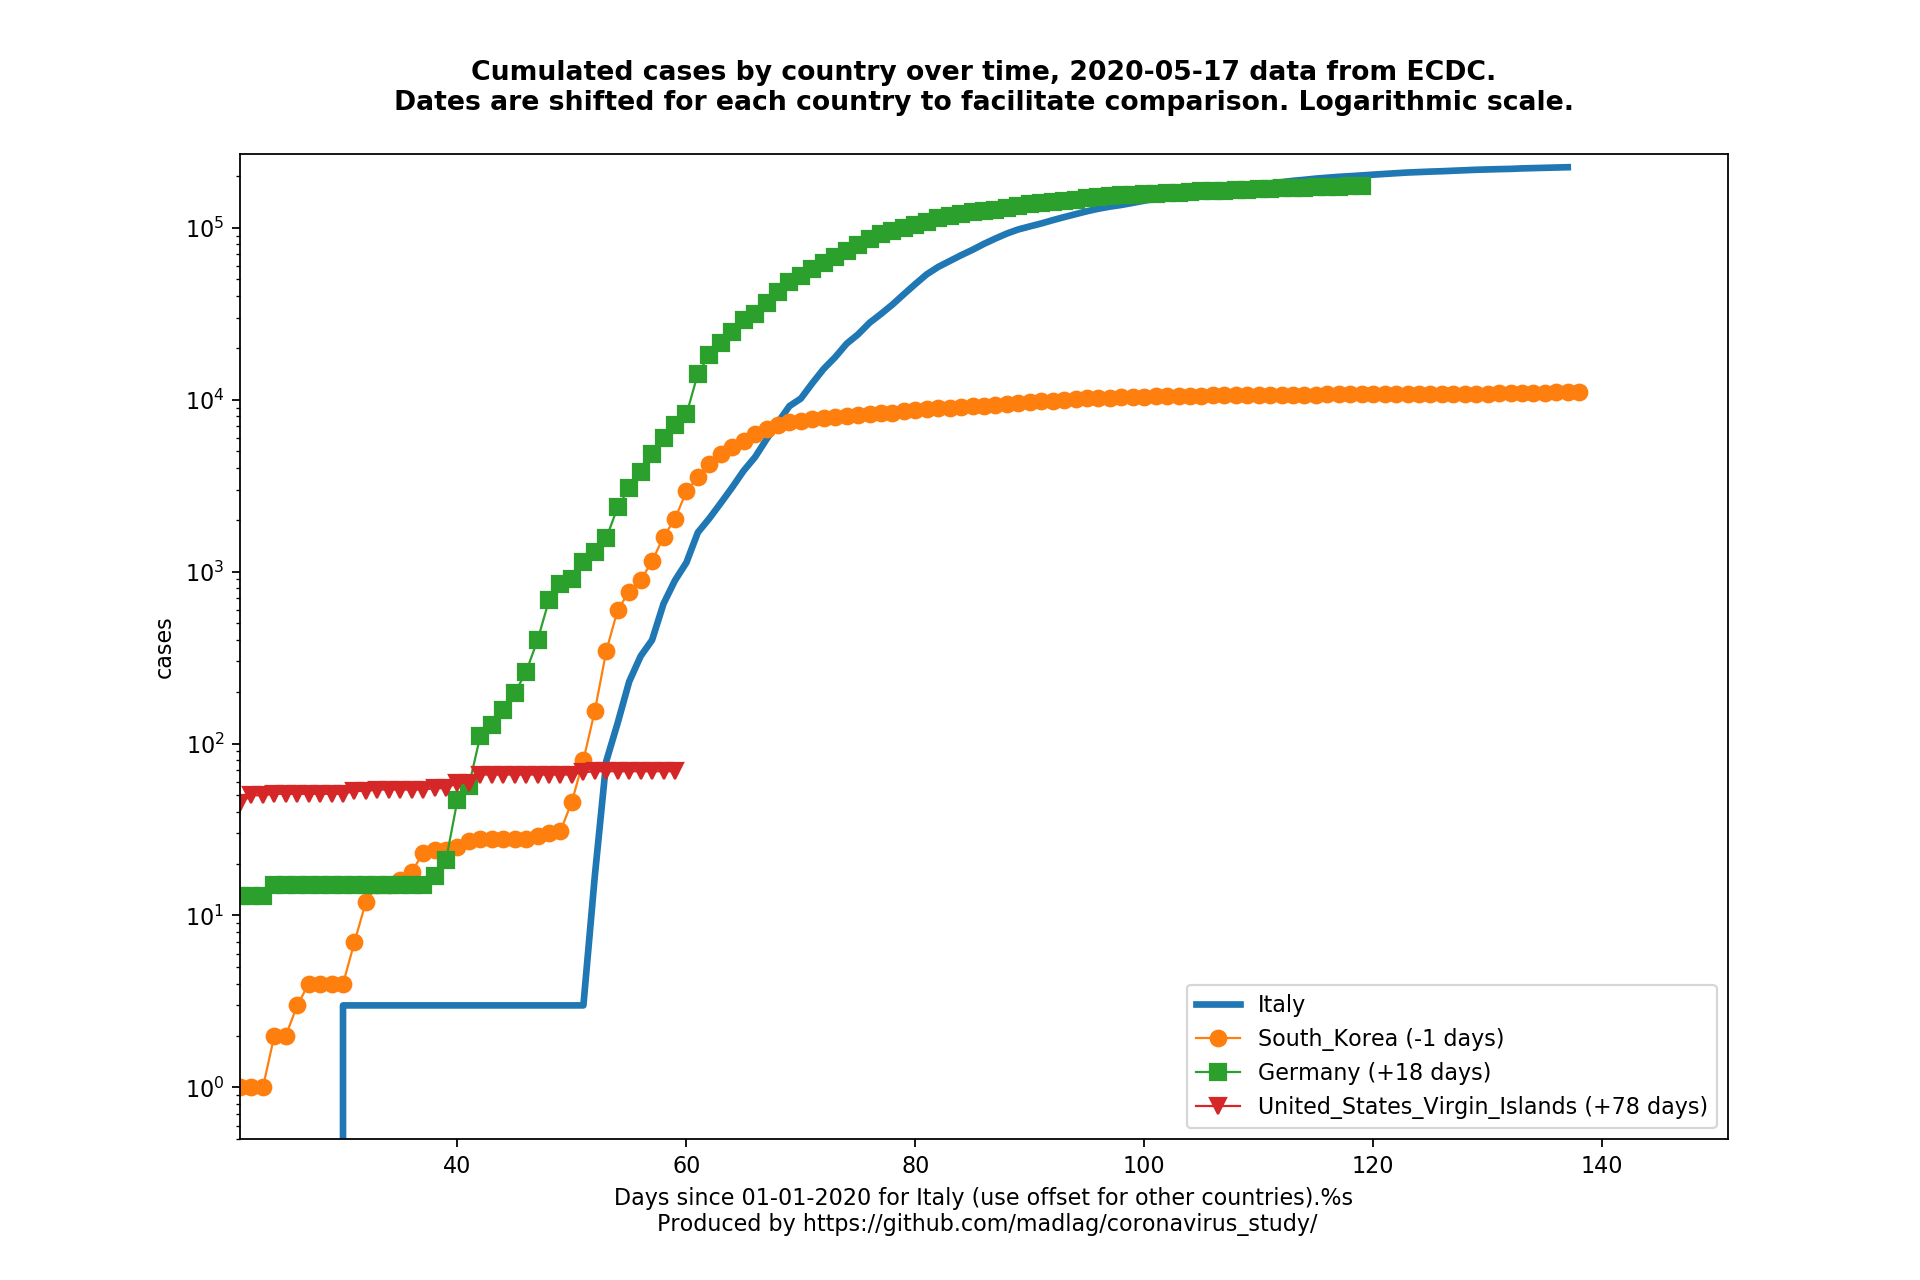 Cumulated cases by country over time, 2020-05-17 data from ECDC.
Dates are shifted for each country to facilitate comparison. Logarithmic scale.
10^5
10^4
10^3
10^2
10^1
10^0
cases
40 60 80 100 120 140
Days since 01-01-2020 for Italy (use offset for other countries).%s
Produced by https://github.com/madlag/coronavirus_study/
Italy
South_Korea (-1 days)
Germany (+18 days)
United_States_Virgin_Islands (+78 days)